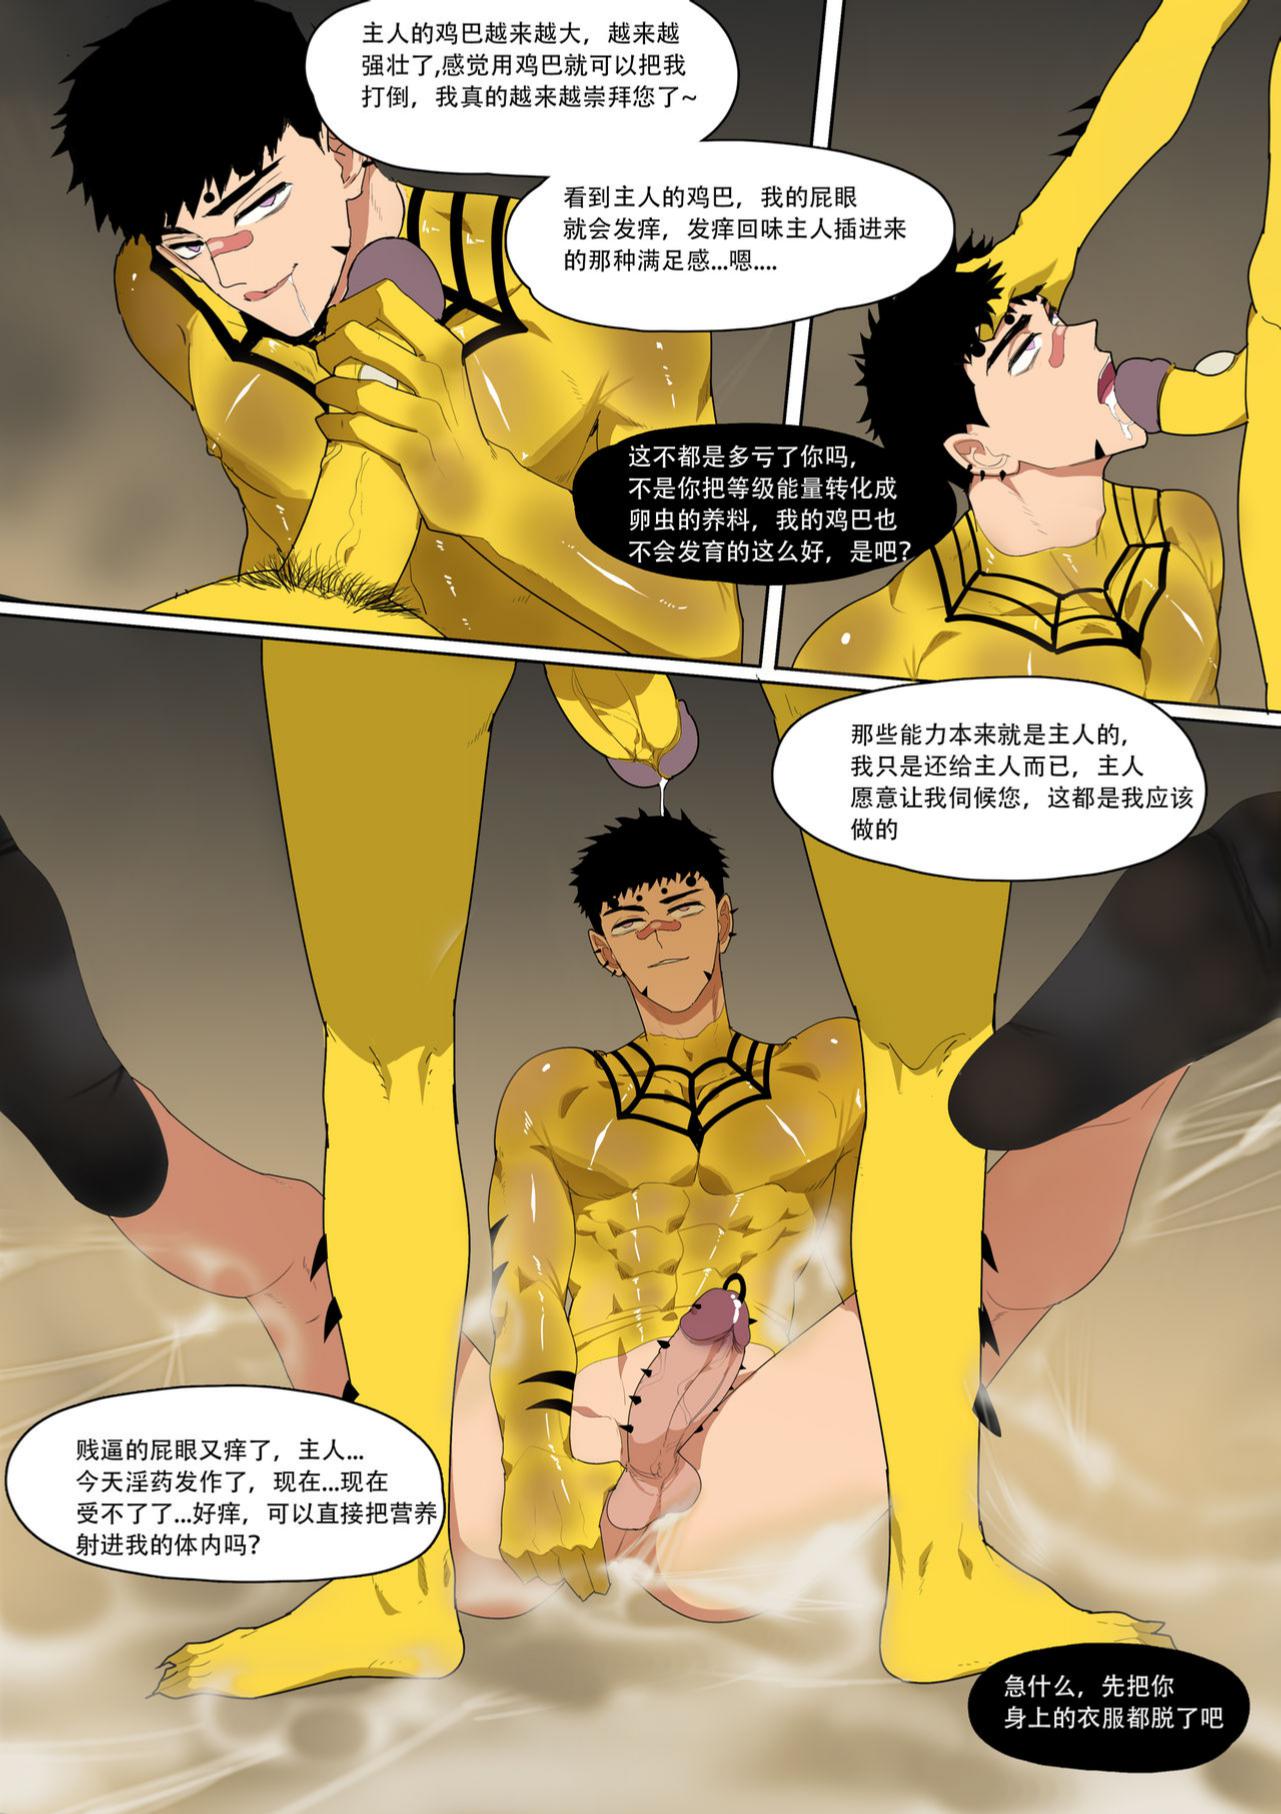 主人的鸡巴越来越大，越来越
强壮了,感觉用鸡巴就可以把我
打倒，我真的越来越崇拜您了~
看到主人的鸡巴，我的屁眼
就会发痒，发痒回味主人插进来
的那种满足感...嗯....
这不都是多亏了你吗，
不是你把等级能量转化成
卵虫的养料，我的鸡巴也
不会发育的这么好，是吧?
那些能力本来就是主人的，
我只是还给主人而已，主人
愿意让我伺候您，这都是我应该
做的
贱逼的屁眼又痒了，主人...
今天淫药发作了，现在...现在
受不了了...好痒，可以直接把营养
射进我的体内吗?
急什么，先把你
身上的衣服都脱了吧